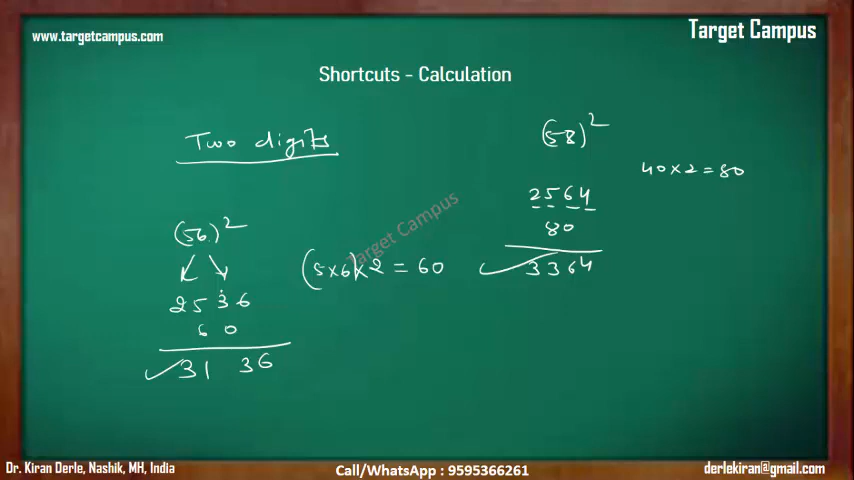 www.targetcampus.com
Target Campus
Shortcuts - Calculation
Two digits
(56)²
2536
60
3136
(5×6)×2 = 60
Target Campus
(58)²
2564
80
3364
40×2=80
Dr. Kiran Derle, Nashik, MH, India
Call/WhatsApp : 9595366261
derlekiran@gmail.com